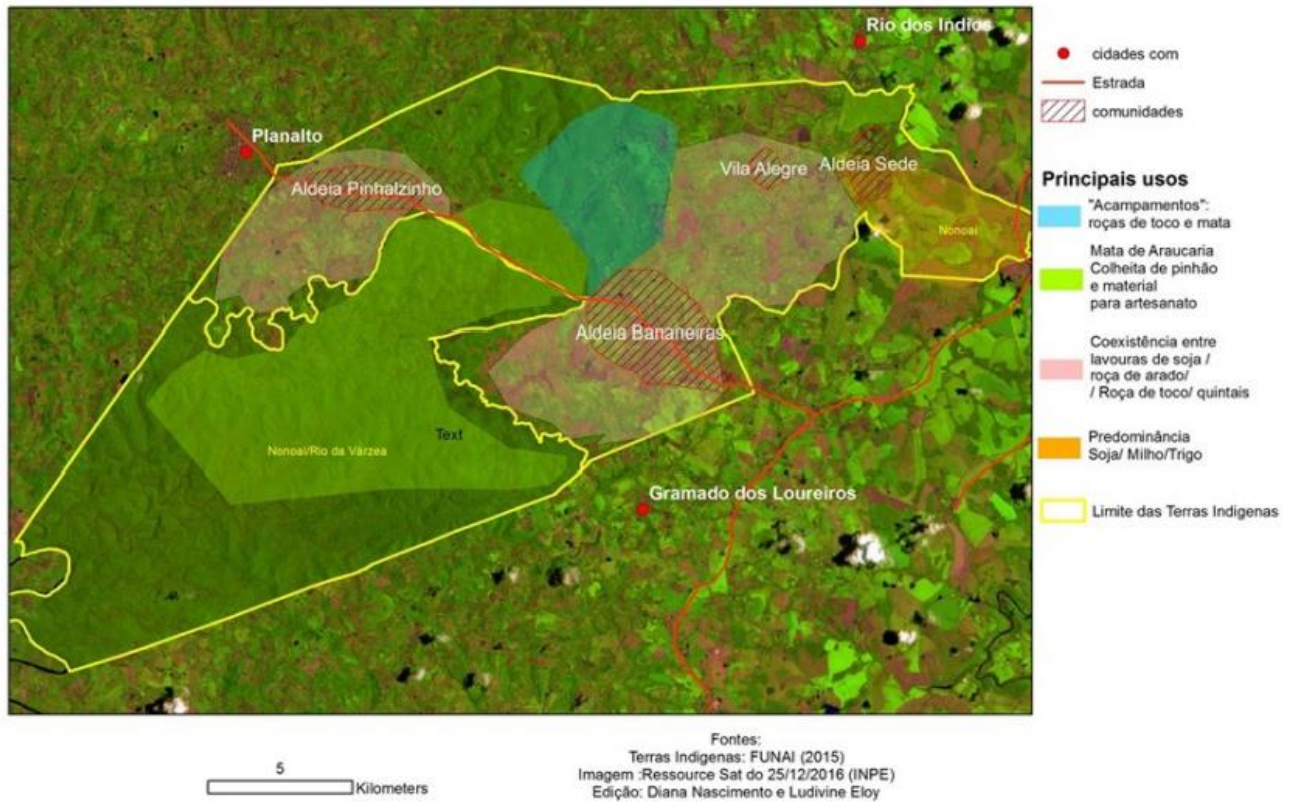 Rio dos Indios
Planalto
Aldeia Pinhalzinho
Vila Alegre
Aldeia Sede
Nonoai
Aldeia Bananeiras
Text
Nonoai/Rio da Várzea
Gramado dos Loureiros
cidades com
Estrada
comunidades
Principais usos
"Acampamentos":
roças de toco e mata
Mata de Araucaria
Colheita de pinhão
e material
para artesanato
Coexistência entre
lavouras de soja /
roça de arado/
/ Roça de toco/ quintais
Predominância
Soja/ Milho/Trigo
Limite das Terras Indigenas
5
Kilometers
Fontes:
Terras Indigenas: FUNAI (2015)
Imagem :Ressource Sat do 25/12/2016 (INPE)
Edição: Diana Nascimento e Ludivine Eloy